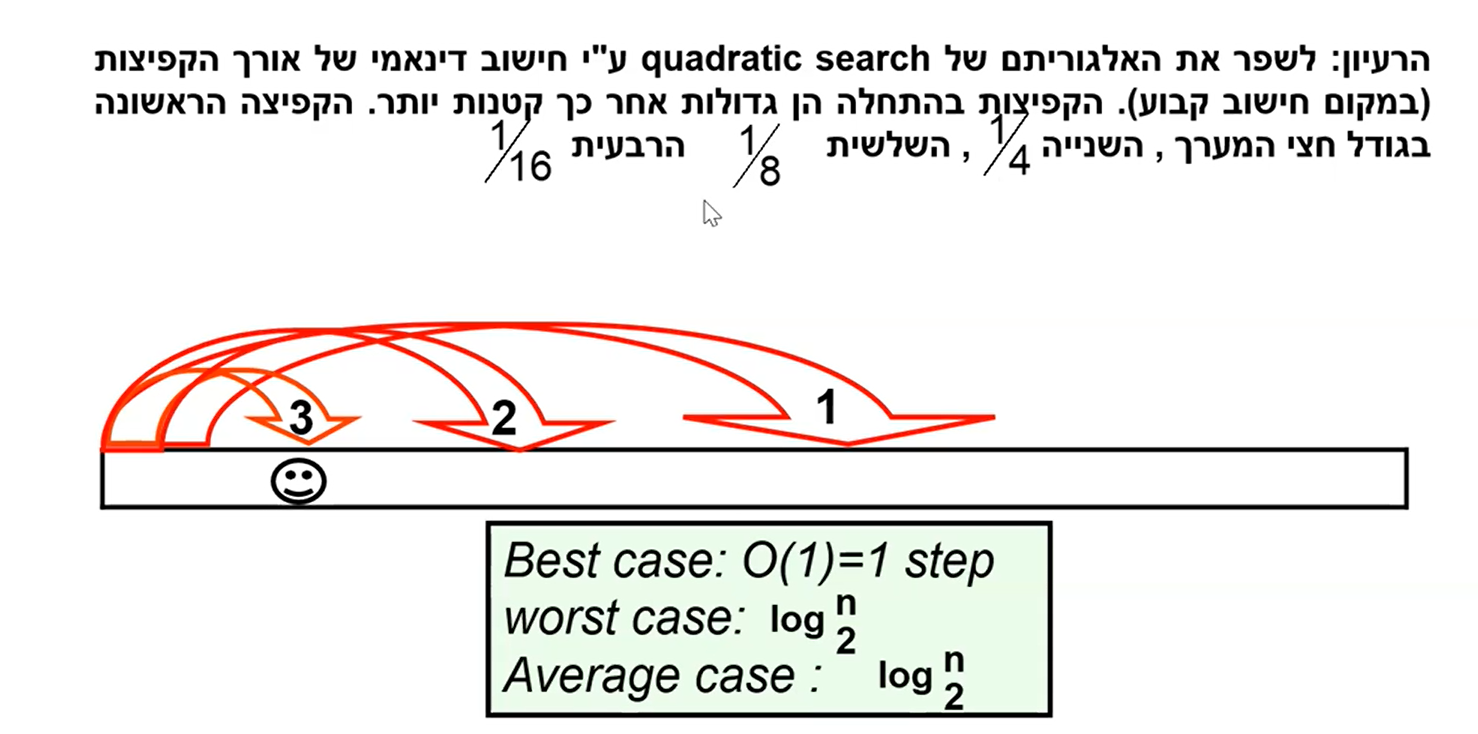 הרעיון: לשפר את האלגוריתם של quadratic search ע"י חישוב דינאמי של אורך הקפיצות
(במקום חישוב קבוע). הקפיצות בהתחלה הן גדולות אחר כך קטנות יותר. הקפיצה הראשונה
בגודל חצי המערך , השנייה 1/4 , השלשית 1/8 הרבעית 1/16
3 2 1
Best case: O(1)=1 step
worst case: log n 2
Average case : log n 2